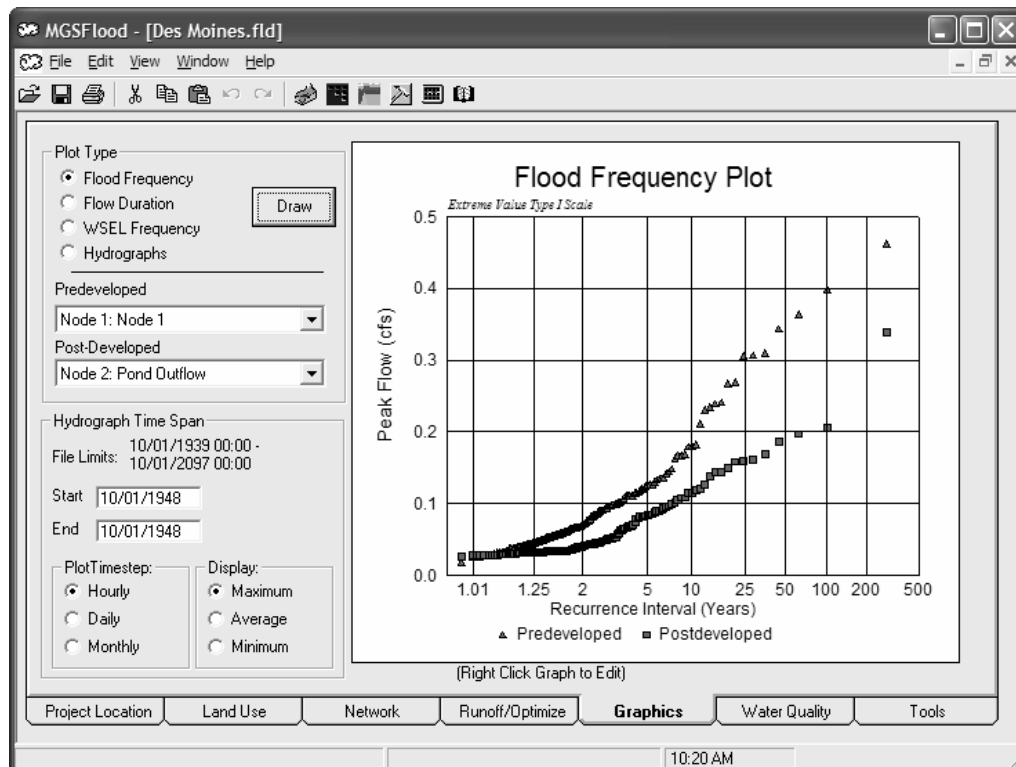 MGSFlood - [Des Moines.fld]
File Edit View Window Help
Plot Type
Flood Frequency
Flow Duration
WSEL Frequency
Hydrographs
Draw
Predeveloped
Node 1: Node 1
Post-Developed
Node 2: Pond Outflow
Hydrograph Time Span
File Limits: 10/01/1939 00:00 -
10/01/2097 00:00
Start 10/01/1948
End 10/01/1948
PlotTimestep:
Hourly
Daily
Monthly
Display:
Maximum
Average
Minimum
Flood Frequency Plot
Extreme Value Type I Scale
Peak Flow (cfs)
0.5
0.4
0.3
0.2
0.1
0.0
1.01 1.25 2 5 10 25 50 100 200 500
Recurrence Interval (Years)
Predeveloped Postdeveloped
(Right Click Graph to Edit)
Project Location Land Use Network Runoff/Optimize Graphics Water Quality Tools
10:20 AM